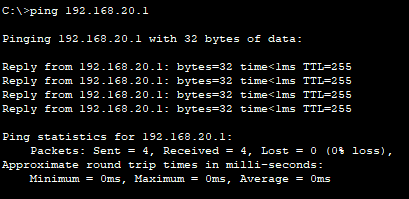 C:\>ping 192.168.20.1
Pinging 192.168.20.1 with 32 bytes of data:
Reply from 192.168.20.1: bytes=32 time<1ms TTL=255
Reply from 192.168.20.1: bytes=32 time<1ms TTL=255
Reply from 192.168.20.1: bytes=32 time<1ms TTL=255
Reply from 192.168.20.1: bytes=32 time<1ms TTL=255
Ping statistics for 192.168.20.1:
Packets: Sent = 4, Received = 4, Lost = 0 (0% loss),
Approximate round trip times in milli-seconds:
Minimum = 0ms, Maximum = 0ms, Average = 0ms